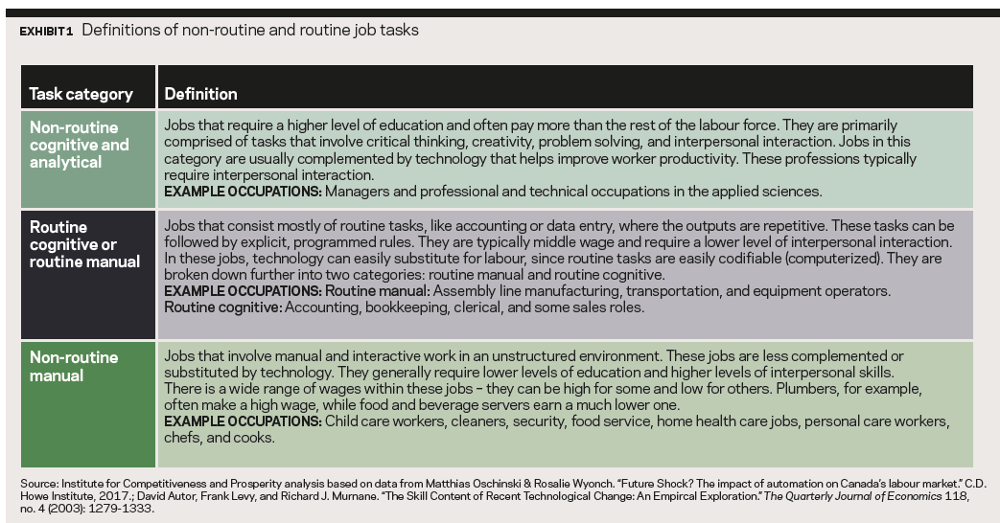 EXHIBIT 1 Definitions of non-routine and routine job tasks
Task category
Definition
Non-routine
cognitive and
analytical
Jobs that require a higher level of education and often pay more than the rest of the labour force. They are primarily
comprised of tasks that involve critical thinking, creativity, problem solving, and interpersonal interaction. Jobs in this
category are usually complemented by technology that helps improve worker productivity. These professions typically
require interpersonal interaction.
EXAMPLE OCCUPATIONS: Managers and professional and technical occupations in the applied sciences.
Routine
cognitive or
routine manual
Jobs that consist mostly of routine tasks, like accounting or data entry, where the outputs are repetitive. These tasks can be
followed by explicit, programmed rules. They are typically middle wage and require a lower level of interpersonal interaction.
In these jobs, technology can easily substitute for labour, since routine tasks are easily codifiable (computerized). They are
broken down further into two categories: routine manual and routine cognitive.
EXAMPLE OCCUPATIONS: Routine manual: Assembly line manufacturing, transportation, and equipment operators.
Routine cognitive: Accounting, bookkeeping, clerical, and some sales roles.
Non-routine
manual
Jobs that involve manual and interactive work in an unstructured environment. These jobs are less complemented or
substituted by technology. They generally require lower levels of education and higher levels of interpersonal skills.
There is a wide range of wages within these jobs – they can be high for some and low for others. Plumbers, for example,
often make a high wage, while food and beverage servers earn a much lower one.
EXAMPLE OCCUPATIONS: Child care workers, cleaners, security, food service, home health care jobs, personal care workers,
chefs, and cooks.
Source: Institute for Competitiveness and Prosperity analysis based on data from Matthias Oschinski & Rosalie Wyonch. “Future Shock? The impact of automation on Canada’s labour market.” C.D.
Howe Institute, 2017.; David Autor, Frank Levy, and Richard J. Murnane. “The Skill Content of Recent Technological Change: An Empircal Exploration.” The Quarterly Journal of Economics 118,
no. 4 (2003): 1279-1333.